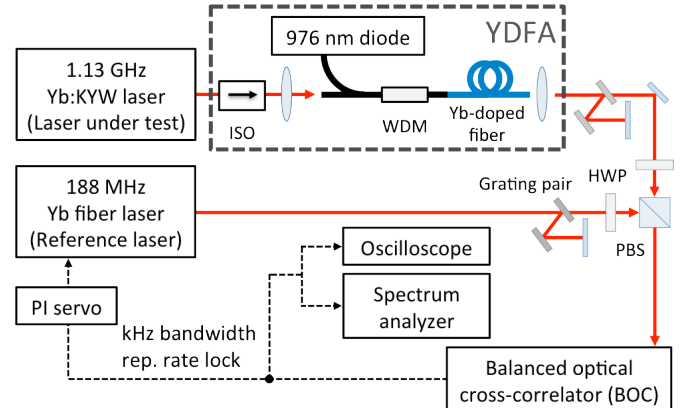 976 nm diode
YDFA
1.13 GHz
Yb:KYW laser
(Laser under test)
ISO
WDM
Yb-doped
fiber
188 MHz
Yb fiber laser
(Reference laser)
Grating pair
HWP
PBS
Oscilloscope
Spectrum
analyzer
PI servo
kHz bandwidth
rep. rate lock
Balanced optical
cross-correlator (BOC)